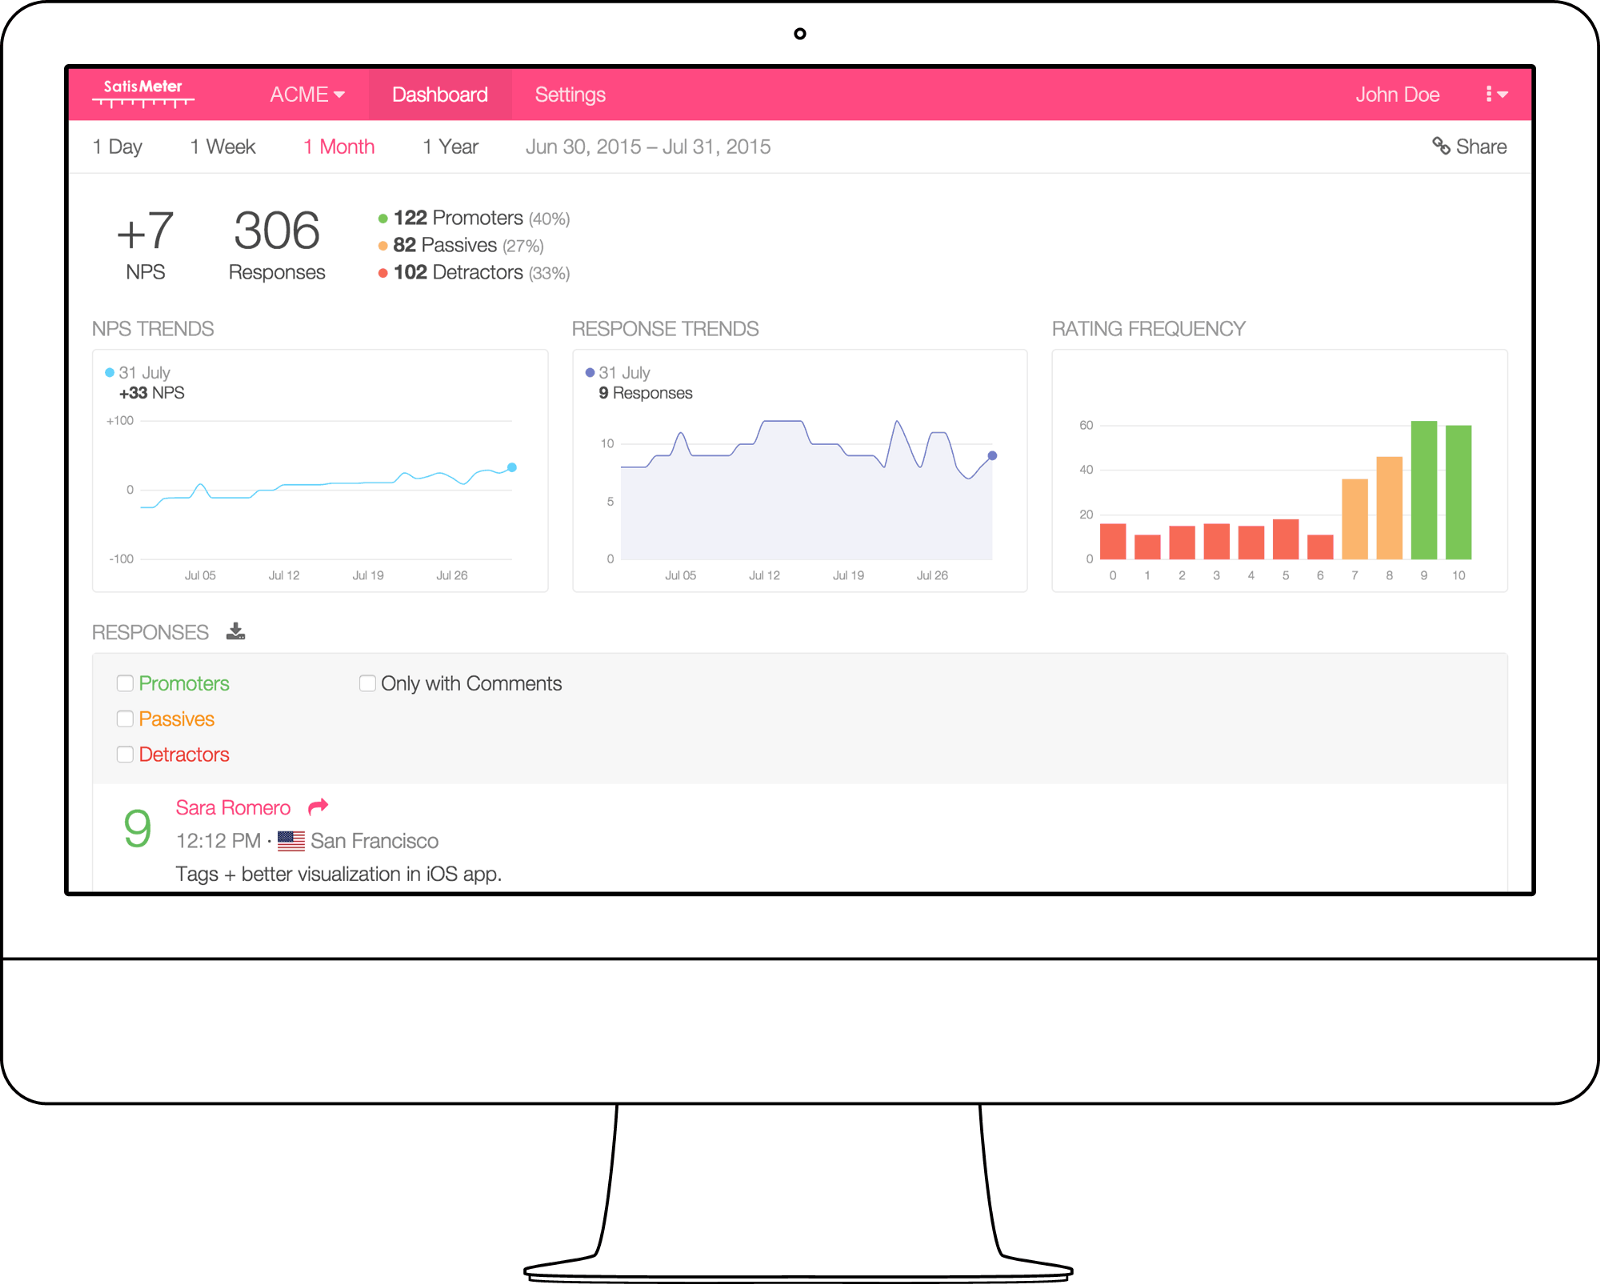 SatisMeter ACME Dashboard Settings John Doe
1 Day 1 Week 1 Month 1 Year Jun 30, 2015 – Jul 31, 2015 Share
+7
NPS
306
Responses
122 Promoters (40%)
82 Passives (27%)
102 Detractors (33%)
NPS TRENDS
31 July
+33 NPS
+100
0
-100
Jul 05 Jul 12 Jul 19 Jul 26
RESPONSE TRENDS
31 July
9 Responses
10
5
0
Jul 05 Jul 12 Jul 19 Jul 26
RATING FREQUENCY
60
40
20
0
0 1 2 3 4 5 6 7 8 9 10
RESPONSES
Promoters Only with Comments
Passives
Detractors
9
Sara Romero
12:12 PM · San Francisco
Tags + better visualization in iOS app.